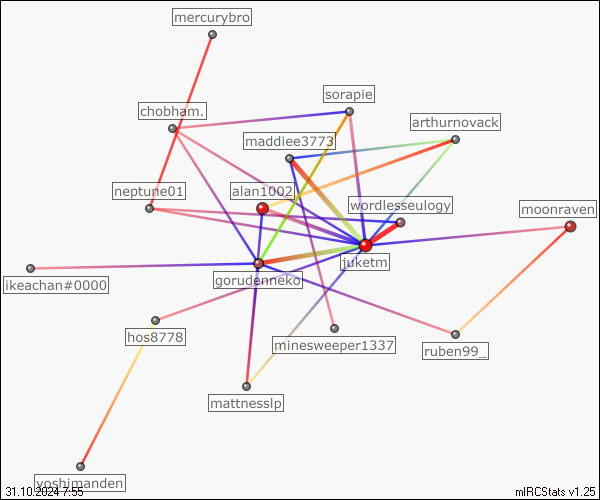 mercurybro
sorapie
chobham.
arthurnovack
maddiee3773
neptune01
alan1002
wordlesseulogy
moonraven
juketm
ikeachan#0000
gorudenneko
hos8778
minesweeper1337
ruben99_
mattnesslp
yoshimanden
31.10.2024 7:55
mIRCStats v1.25